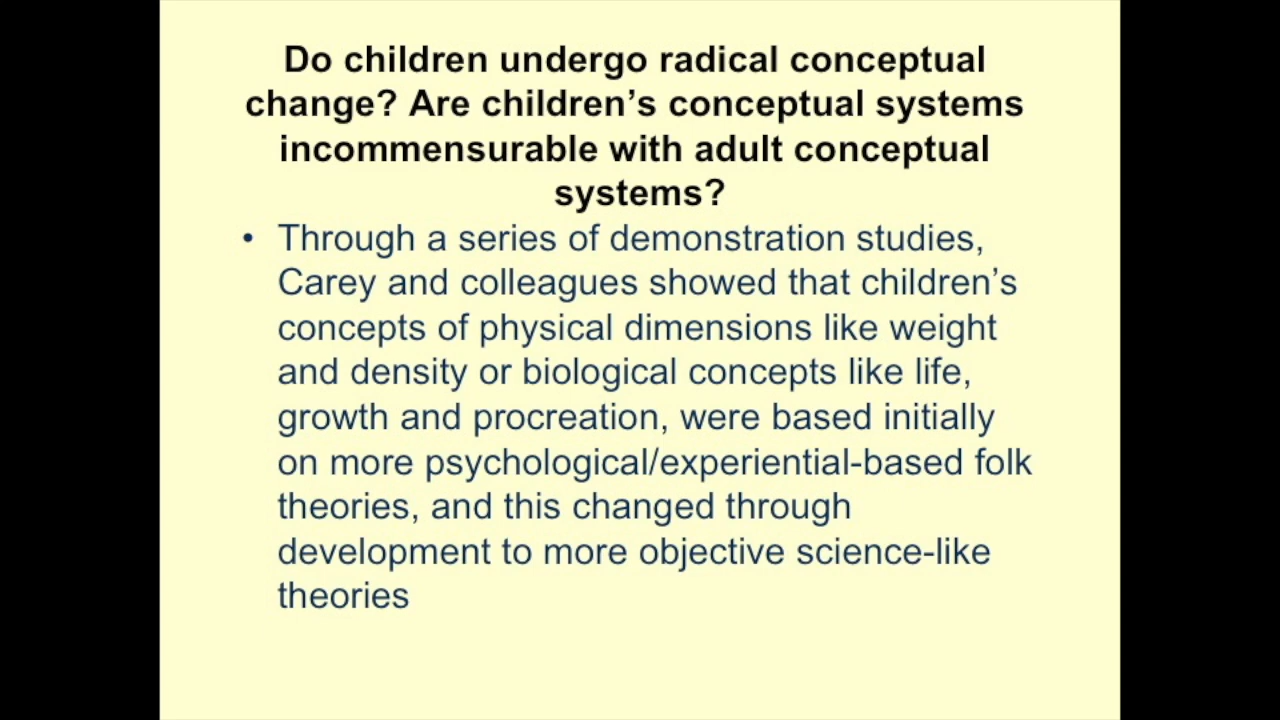 Do children undergo radical conceptual
change? Are children’s conceptual systems
incommensurable with adult conceptual
systems?
• Through a series of demonstration studies,
Carey and colleagues showed that children’s
concepts of physical dimensions like weight
and density or biological concepts like life,
growth and procreation, were based initially
on more psychological/experiential-based folk
theories, and this changed through
development to more objective science-like
theories